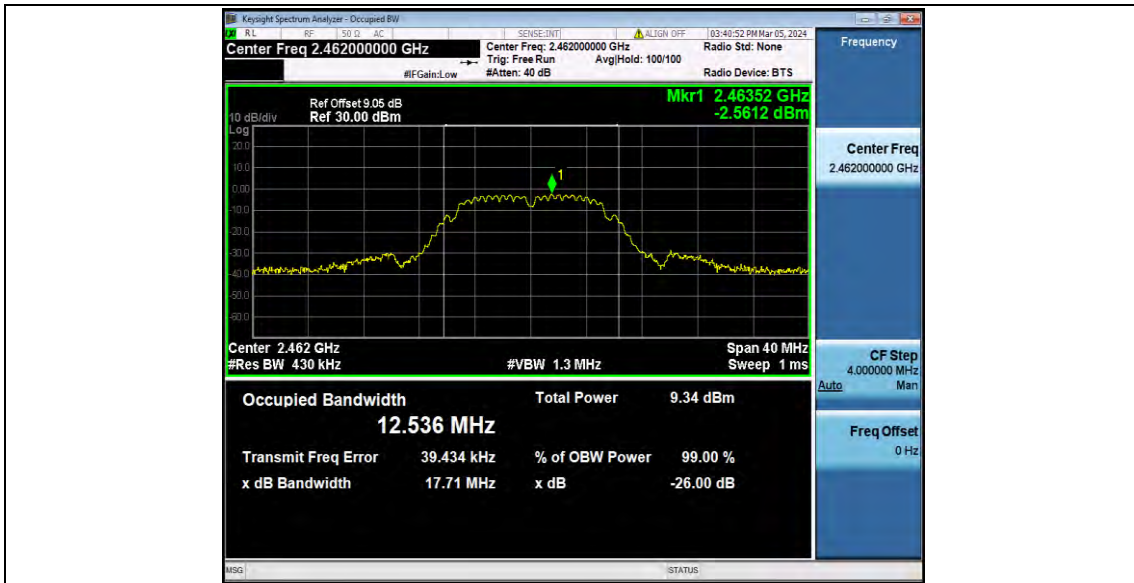 Keysight Spectrum Analyzer - Occupied BW
RL RF 50 Ω AC SENSE:INT ALIGN OFF 03:40:52 PM Mar 05, 2024
Center Freq 2.462000000 GHz
Center Freq: 2.462000000 GHz
Radio Std: None
Trig: Free Run Avg|Hold: 100/100
#IFGain:Low #Atten: 40 dB Radio Device: BTS
Frequency
Mkr1 2.46352 GHz
-2.5612 dBm
Ref Offset 9.05 dB
10 dB/div Ref 30.00 dBm
Log
20.0
10.0
0.00
-10.0
-20.0
-30.0
-40.0
-50.0
-60.0
1
Center 2.462 GHz Span 40 MHz
#Res BW 430 kHz #VBW 1.3 MHz Sweep 1 ms
Occupied Bandwidth Total Power 9.34 dBm
12.536 MHz
Transmit Freq Error 39.434 kHz % of OBW Power 99.00 %
x dB Bandwidth 17.71 MHz x dB -26.00 dB
Center Freq
2.462000000 GHz
CF Step
4.000000 MHz
Auto Man
Freq Offset
0 Hz
MSG STATUS